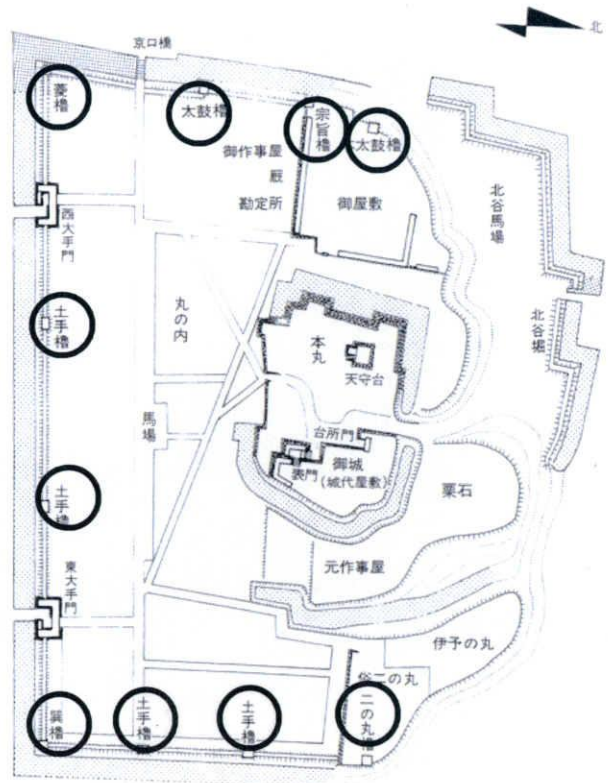 北
京口橋
菱櫓
太鼓櫓
宗旨櫓
太鼓櫓
御作事屋
厩
勘定所
御屋敷
北谷馬場
西大手門
丸の内
土手櫓
本丸
天守台
北谷堀
馬場
台所門
表門
御城
(城代屋敷)
栗石
土手櫓
元作事屋
東大手門
伊予の丸
二の丸
巽櫓
土手櫓
土手櫓
二の丸櫓